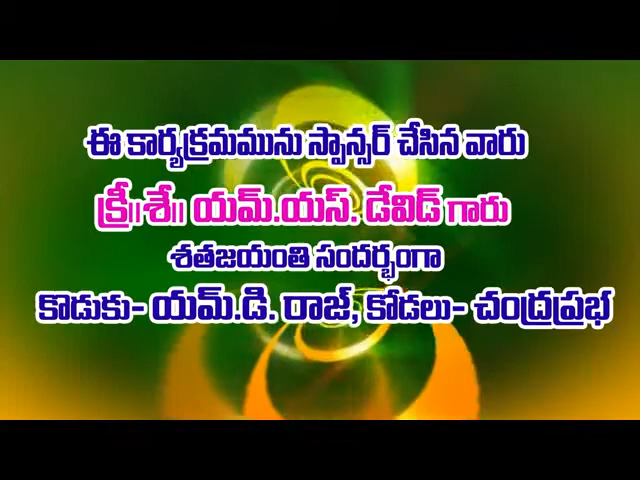 ఈ కార్యక్రమమును స్పాన్సర్ చేసిన వారు
క్రీ॥శే॥ యమ్.యస్. డేవిడ్ గారు
శతజయంతి సందర్భంగా
కొడుకు- యమ్.డి. రాజ్, కోడలు- చంద్రప్రభ